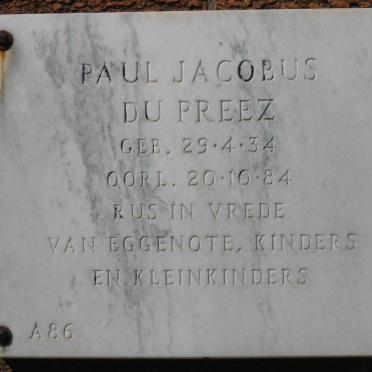 PAUL JACOBUS
DU PREEZ
GEB. 29·4·34
OORL. 20·10·84
RUS IN VREDE
VAN EGGENOTE, KINDERS
EN KLEINKINDERS
A86